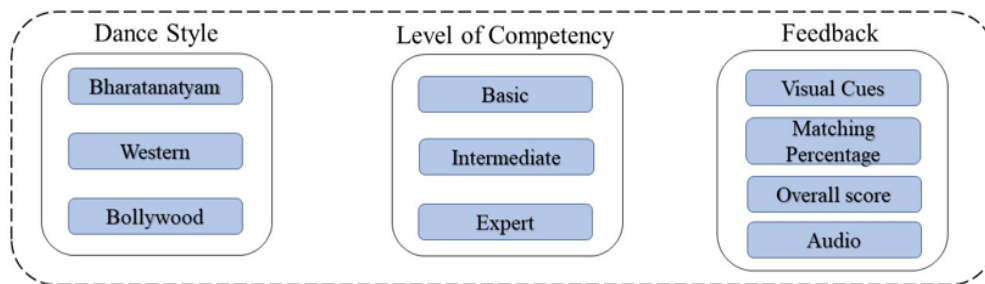 Dance Style
Bharatanatyam
Western
Bollywood
Level of Competency
Basic
Intermediate
Expert
Feedback
Visual Cues
Matching
Percentage
Overall score
Audio